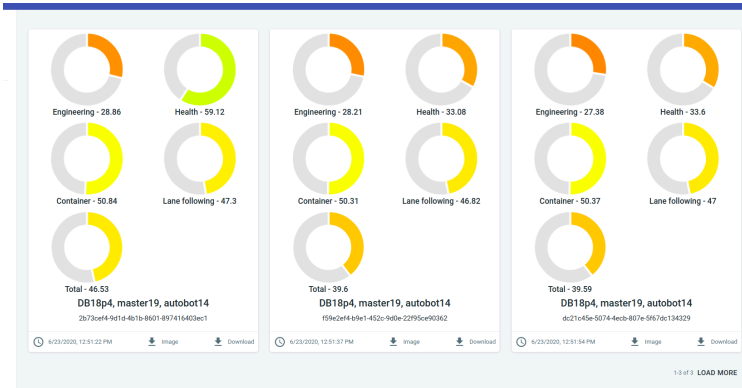 Engineering - 28.86
Health - 59.12
Container - 50.84
Lane following - 47.3
Total - 46.53
DB18p4, master19, autobot14
2b73cef4-9d1d-4b1b-8601-897416403ec1
6/23/2020, 12:51:22 PM Image Download
Engineering - 28.21
Health - 33.08
Container - 50.31
Lane following - 46.82
Total - 39.6
DB18p4, master19, autobot14
f59e2ef4-b9e1-452c-9d0e-22f95ce90362
6/23/2020, 12:51:37 PM Image Download
Engineering - 27.38
Health - 33.6
Container - 50.37
Lane following - 47
Total - 39.59
DB18p4, master19, autobot14
dc21c45e-5074-4ecb-807e-5f67dc134329
6/23/2020, 12:51:54 PM Image Download
1-3 of 3 LOAD MORE